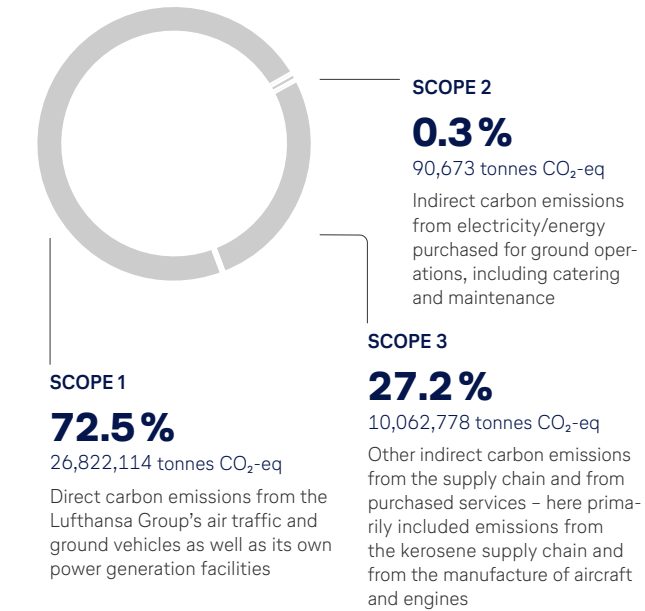 SCOPE 2
0.3 %
90,673 tonnes CO₂-eq
Indirect carbon emissions
from electricity/energy
purchased for ground oper-
ations, including catering
and maintenance
SCOPE 3
27.2 %
10,062,778 tonnes CO₂-eq
Other indirect carbon emissions
from the supply chain and from
purchased services – here prima-
rily included emissions from
the kerosene supply chain and
from the manufacture of aircraft
and engines
SCOPE 1
72.5 %
26,822,114 tonnes CO₂-eq
Direct carbon emissions from the
Lufthansa Group’s air traffic and
ground vehicles as well as its own
power generation facilities